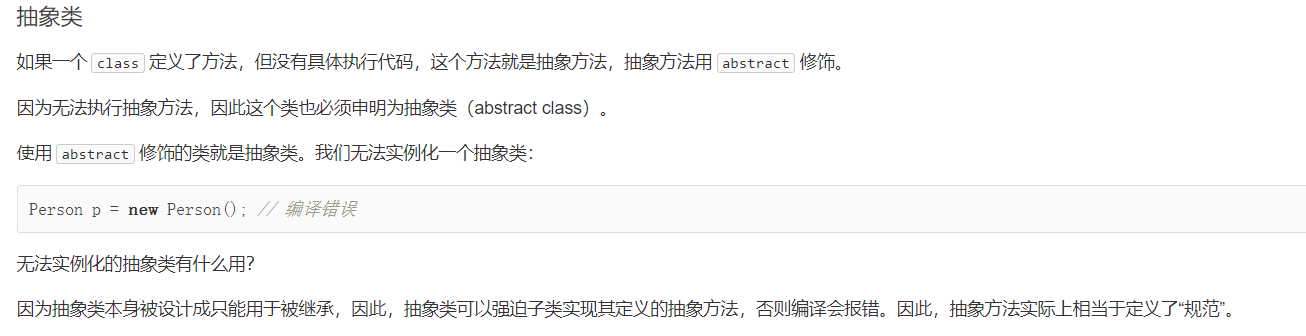 抽象类
如果一个 class 定义了方法，但没有具体执行代码，这个方法就是抽象方法，抽象方法用 abstract 修饰。
因为无法执行抽象方法，因此这个类也必须申明为抽象类（abstract class）。
使用 abstract 修饰的类就是抽象类。我们无法实例化一个抽象类：
Person p = new Person(); // 编译错误
无法实例化的抽象类有什么用？
因为抽象类本身被设计成只能用于被继承，因此，抽象类可以强迫子类实现其定义的抽象方法，否则编译会报错。因此，抽象方法实际上相当于定义了“规范”。